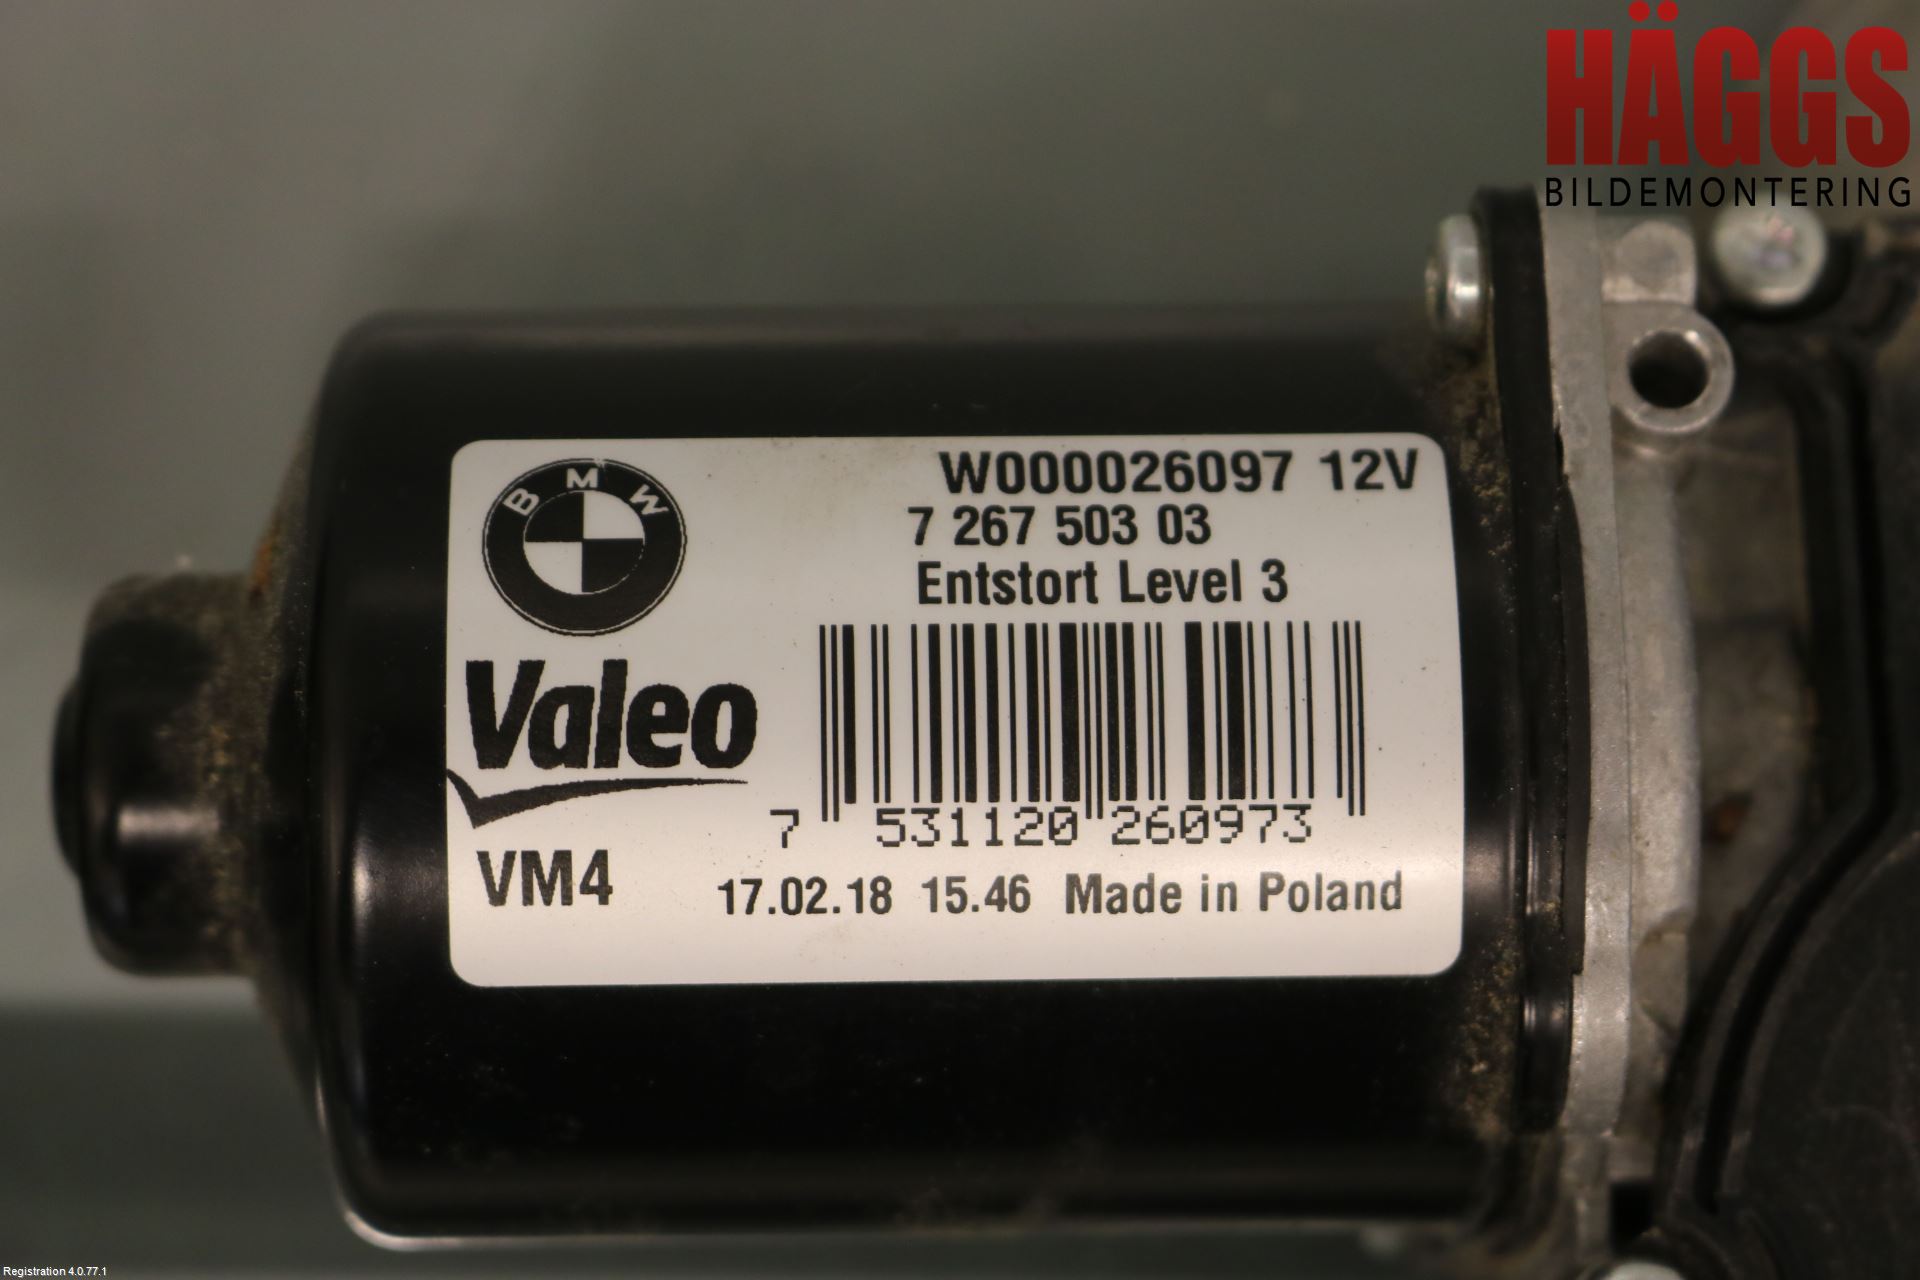 HÄGGS
BILDEMONTERING
BMW
W000026097 12V
7 267 503 03
Entstort Level 3
Valeo
7 531120 260973
VM4
17.02.18 15.46 Made in Poland
Registration 4.0.77.1